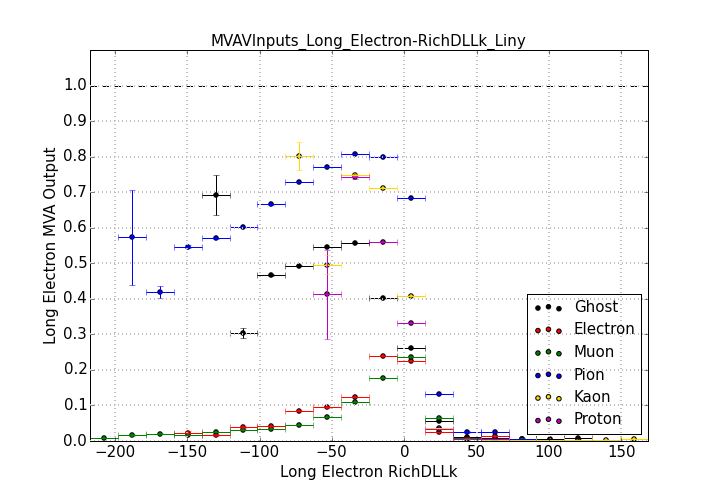 MVAVInputs_Long_Electron-RichDLLk_Liny
Long Electron MVA Output
1.0
0.9
0.8
0.7
0.6
0.5
0.4
0.3
0.2
0.1
0.0
Ghost
Electron
Muon
Pion
Kaon
Proton
−200 −150 −100 −50 0 50 100 150
Long Electron RichDLLk